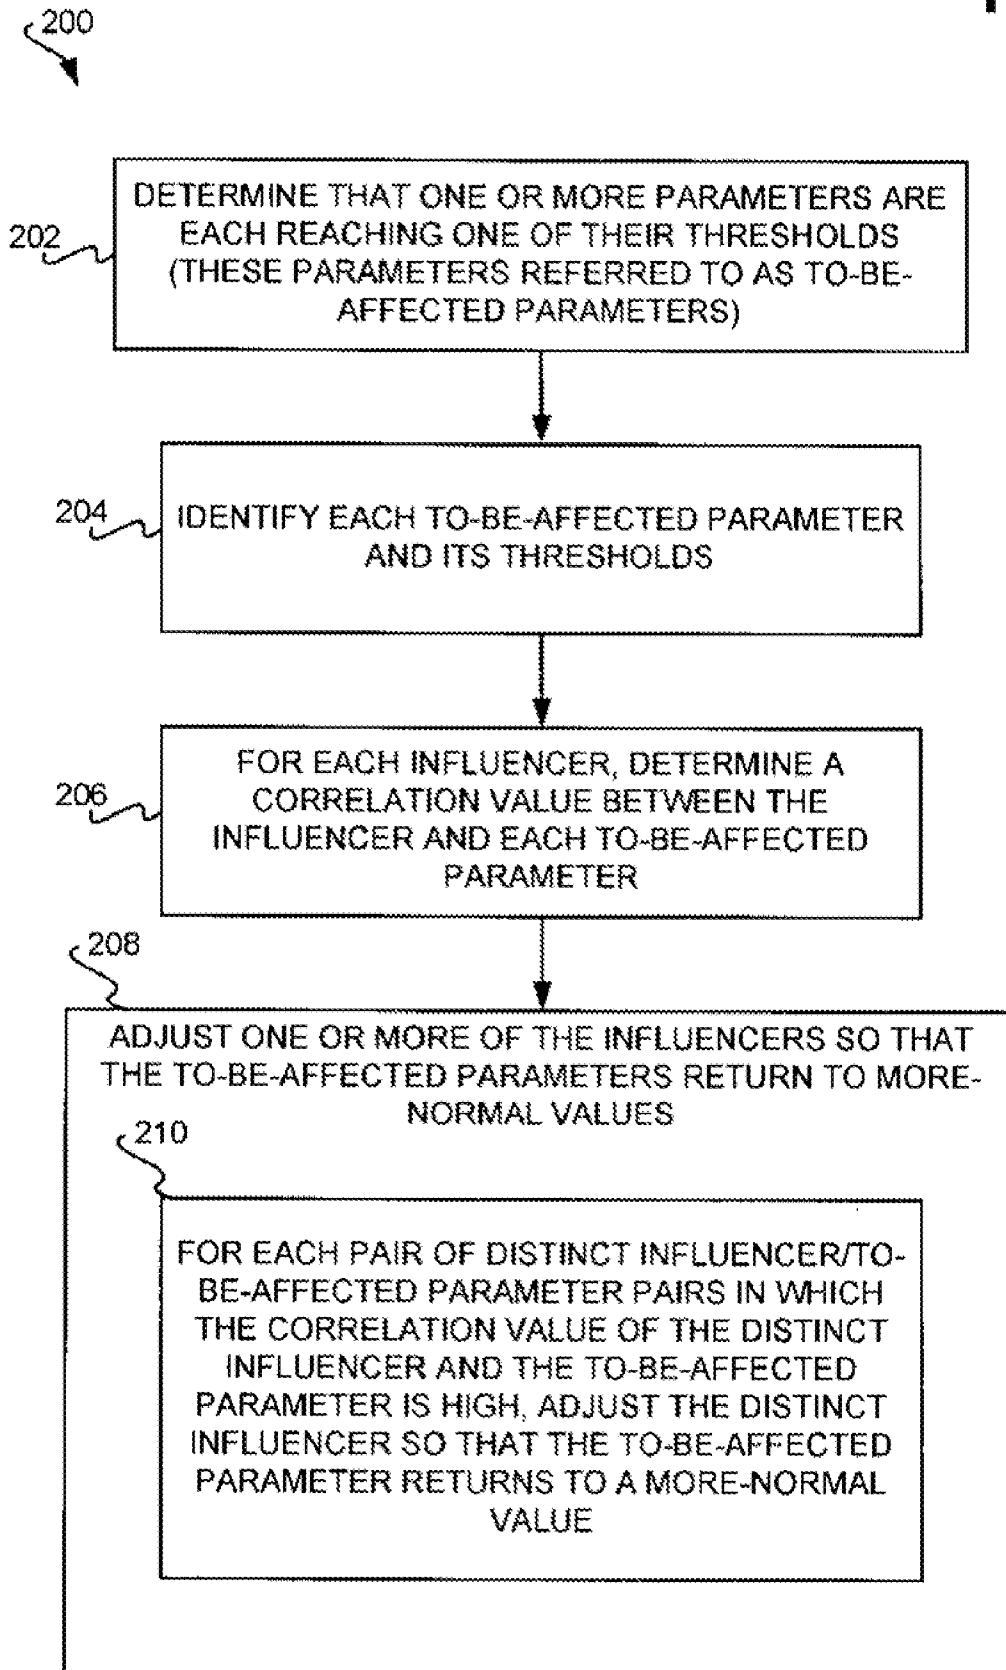 200
202
DETERMINE THAT ONE OR MORE PARAMETERS ARE
EACH REACHING ONE OF THEIR THRESHOLDS
(THESE PARAMETERS REFERRED TO AS TO-BE-
AFFECTED PARAMETERS)
204
IDENTIFY EACH TO-BE-AFFECTED PARAMETER
AND ITS THRESHOLDS
206
FOR EACH INFLUENCER, DETERMINE A
CORRELATION VALUE BETWEEN THE
INFLUENCER AND EACH TO-BE-AFFECTED
PARAMETER
208
ADJUST ONE OR MORE OF THE INFLUENCERS SO THAT
THE TO-BE-AFFECTED PARAMETERS RETURN TO MORE-
NORMAL VALUES
210
FOR EACH PAIR OF DISTINCT INFLUENCER/TO-
BE-AFFECTED PARAMETER PAIRS IN WHICH
THE CORRELATION VALUE OF THE DISTINCT
INFLUENCER AND THE TO-BE-AFFECTED
PARAMETER IS HIGH, ADJUST THE DISTINCT
INFLUENCER SO THAT THE TO-BE-AFFECTED
PARAMETER RETURNS TO A MORE-NORMAL
VALUE